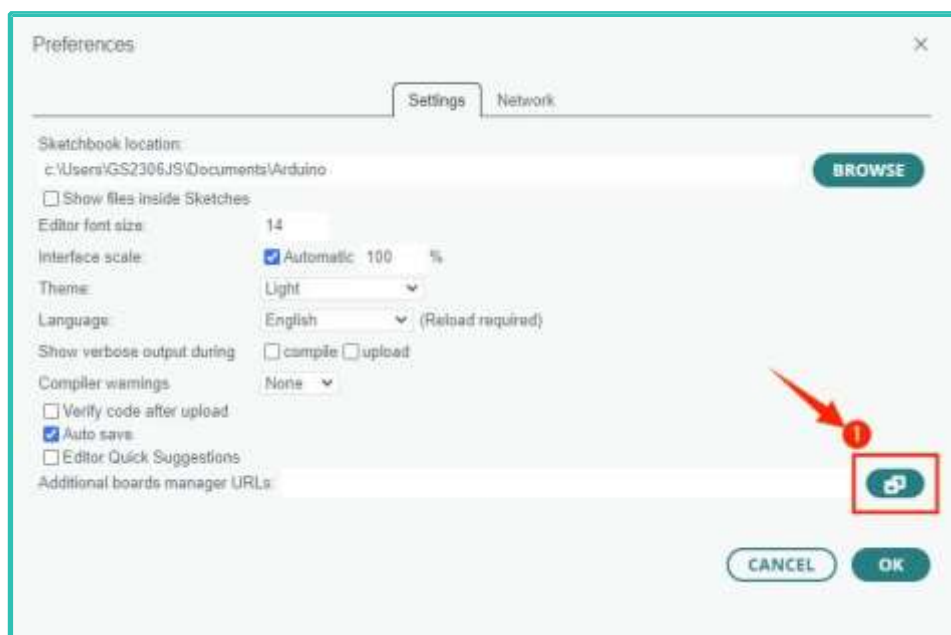 Preferences
Settings Network
Sketchbook location:
c:\Users\GS2306JS\Documents\Arduino
BROWSE
Show files inside Sketches
Editor font size: 14
Interface scale: Automatic 100 %
Theme: Light
Language: English (Reload required)
Show verbose output during compile upload
Compiler warnings None
Verify code after upload
Auto save
Editor Quick Suggestions
1
Additional boards manager URLs:
CANCEL OK